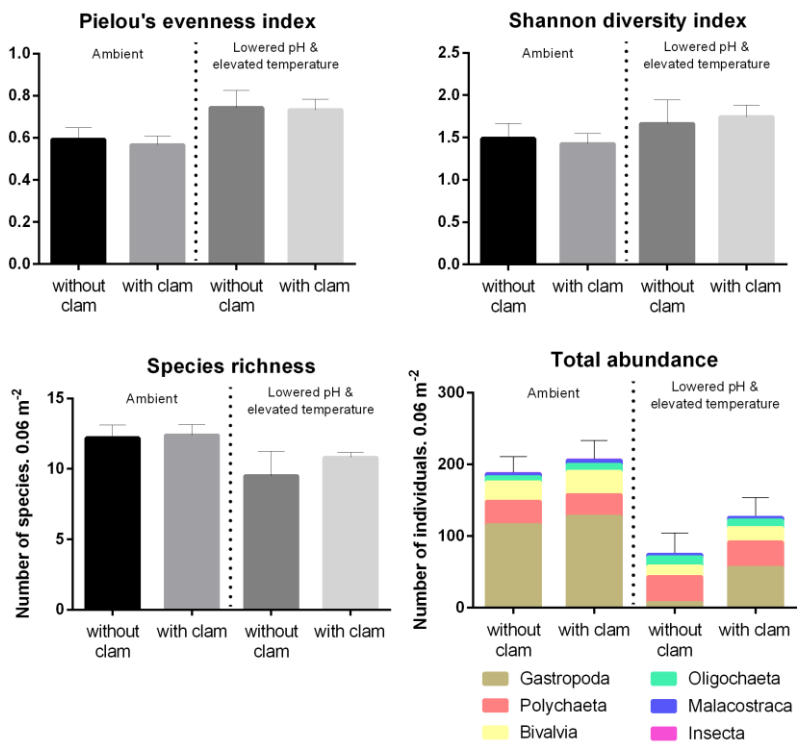 Pielou's evenness index
Ambient
Lowered pH &
elevated temperature
1.0
0.8
0.6
0.4
0.2
0.0
without
clam
with clam
without
clam
with clam
Shannon diversity index
Ambient
Lowered pH &
elevated temperature
2.5
2.0
1.5
1.0
0.5
0.0
without
clam
with clam
without
clam
with clam
Species richness
Number of species. 0.06 m-2
Ambient
Lowered pH &
elevated temperature
15
10
5
0
without
clam
with clam
without
clam
with clam
Total abundance
Number of individuals. 0.06 m-2
Ambient
Lowered pH &
elevated temperature
300
200
100
0
without
clam
with clam
without
clam
with clam
Gastropoda
Polychaeta
Bivalvia
Oligochaeta
Malacostraca
Insecta